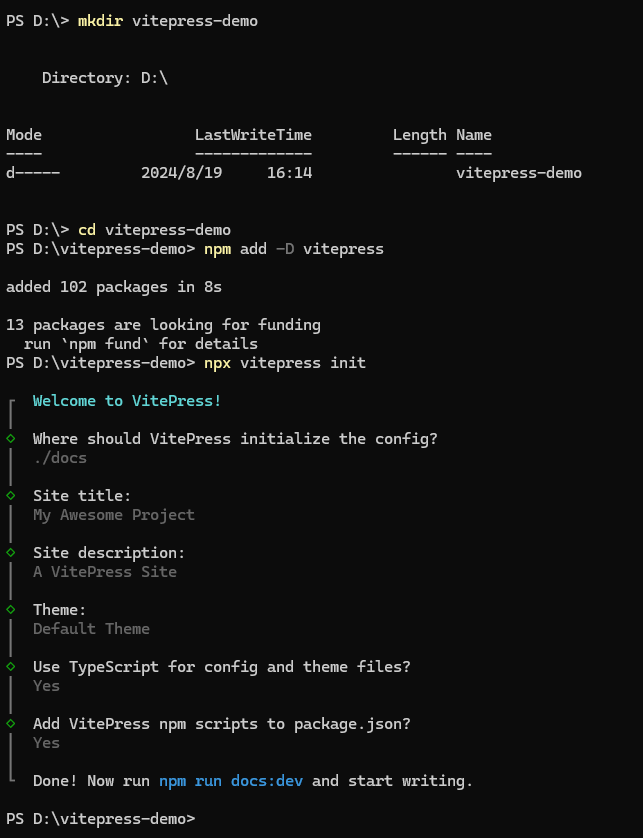 PS D:\> mkdir vitepress-demo
Directory: D:\
Mode LastWriteTime Length Name
---- ------------- ------ ----
d----- 2024/8/19 16:14 vitepress-demo
PS D:\> cd vitepress-demo
PS D:\vitepress-demo> npm add -D vitepress
added 102 packages in 8s
13 packages are looking for funding
run `npm fund` for details
PS D:\vitepress-demo> npx vitepress init
Welcome to VitePress!
Where should VitePress initialize the config?
./docs
Site title:
My Awesome Project
Site description:
A VitePress Site
Theme:
Default Theme
Use TypeScript for config and theme files?
Yes
Add VitePress npm scripts to package.json?
Yes
Done! Now run npm run docs:dev and start writing.
PS D:\vitepress-demo>